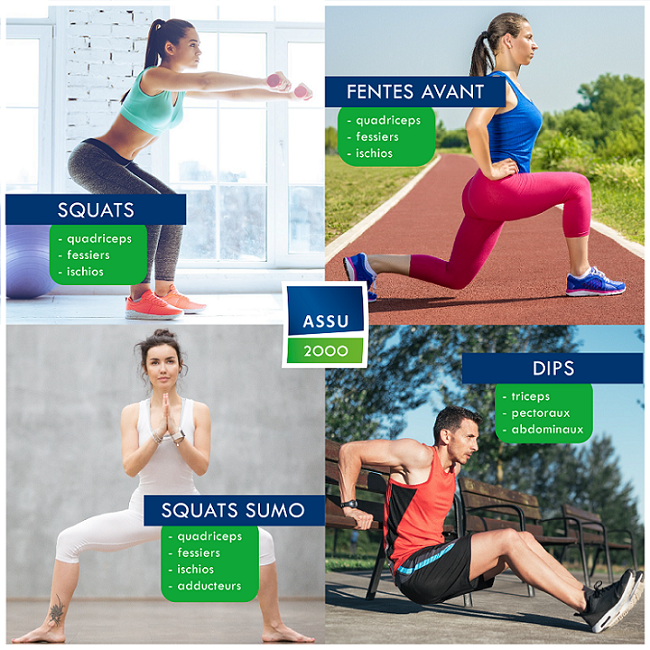 SQUATS
- quadriceps
- fessiers
- ischios
FENTES AVANT
- quadriceps
- fessiers
- ischios
ASSU
2000
SQUATS SUMO
- quadriceps
- fessiers
- ischios
- adducteurs
DIPS
- triceps
- pectoraux
- abdominaux